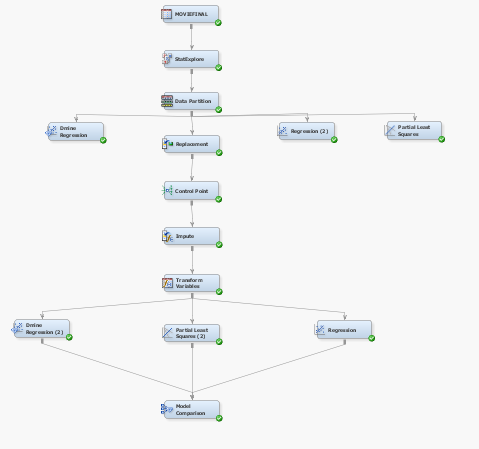 MOVIEFINAL
StatExplore
Data Partition
Dmine
Regression
Regression (2)
Partial Least
Squares
Replacement
Control Point
Impute
Transform
Variables
Dmine
Regression (2)
Partial Least
Squares (2)
Regression
Model
Comparison